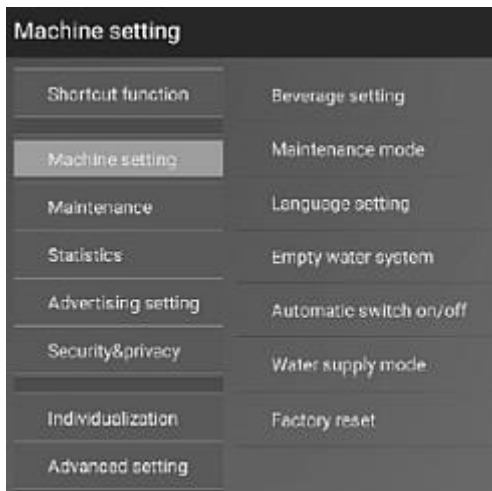 Machine setting
Shortcut function
Machine setting
Maintenance
Statistics
Advertising setting
Security&privacy
Individualization
Advanced setting
Beverage setting
Maintenance mode
Language setting
Empty water system
Automatic switch on/off
Water supply mode
Factory reset